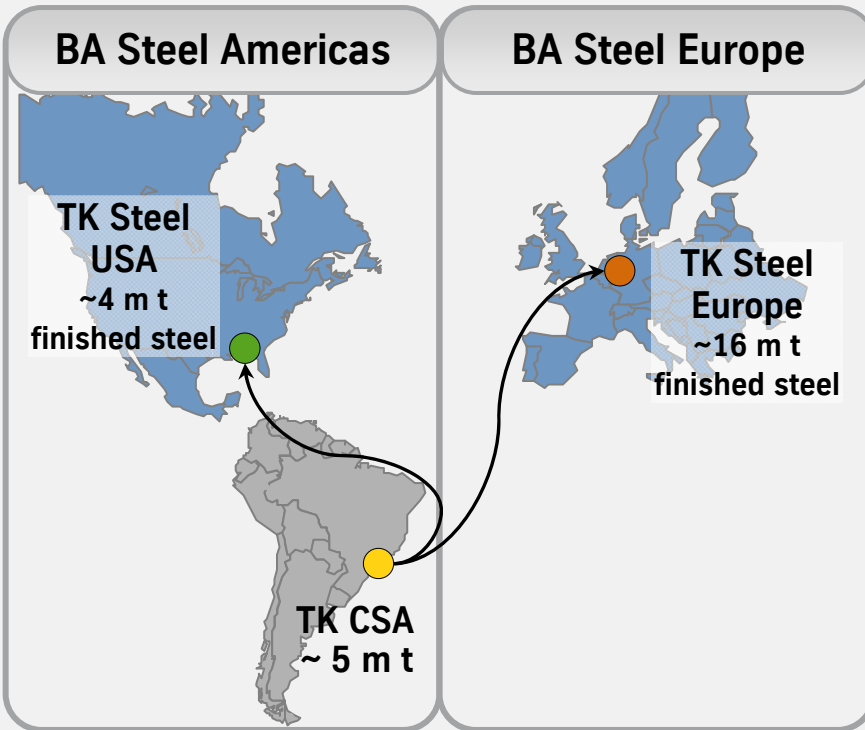 BA Steel Americas
BA Steel Europe
TK Steel
USA
~4 m t
finished steel
TK Steel
Europe
~16 m t
finished steel
TK CSA
~ 5 m t